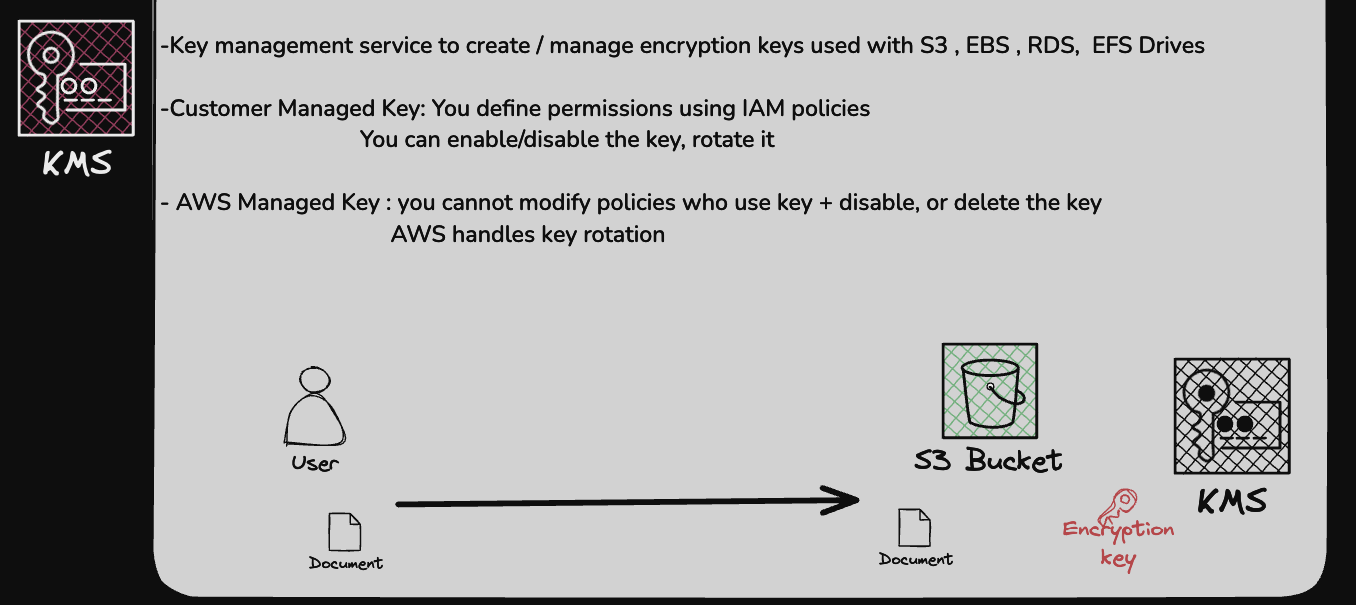 -Key management service to create / manage encryption keys used with S3 , EBS , RDS, EFS Drives
KMS
-Customer Managed Key: You define permissions using IAM policies
You can enable/disable the key, rotate it
- AWS Managed Key : you cannot modify policies who use key + disable, or delete the key
AWS handles key rotation
User
S3 Bucket
KMS
Document
Document
Encryption
key